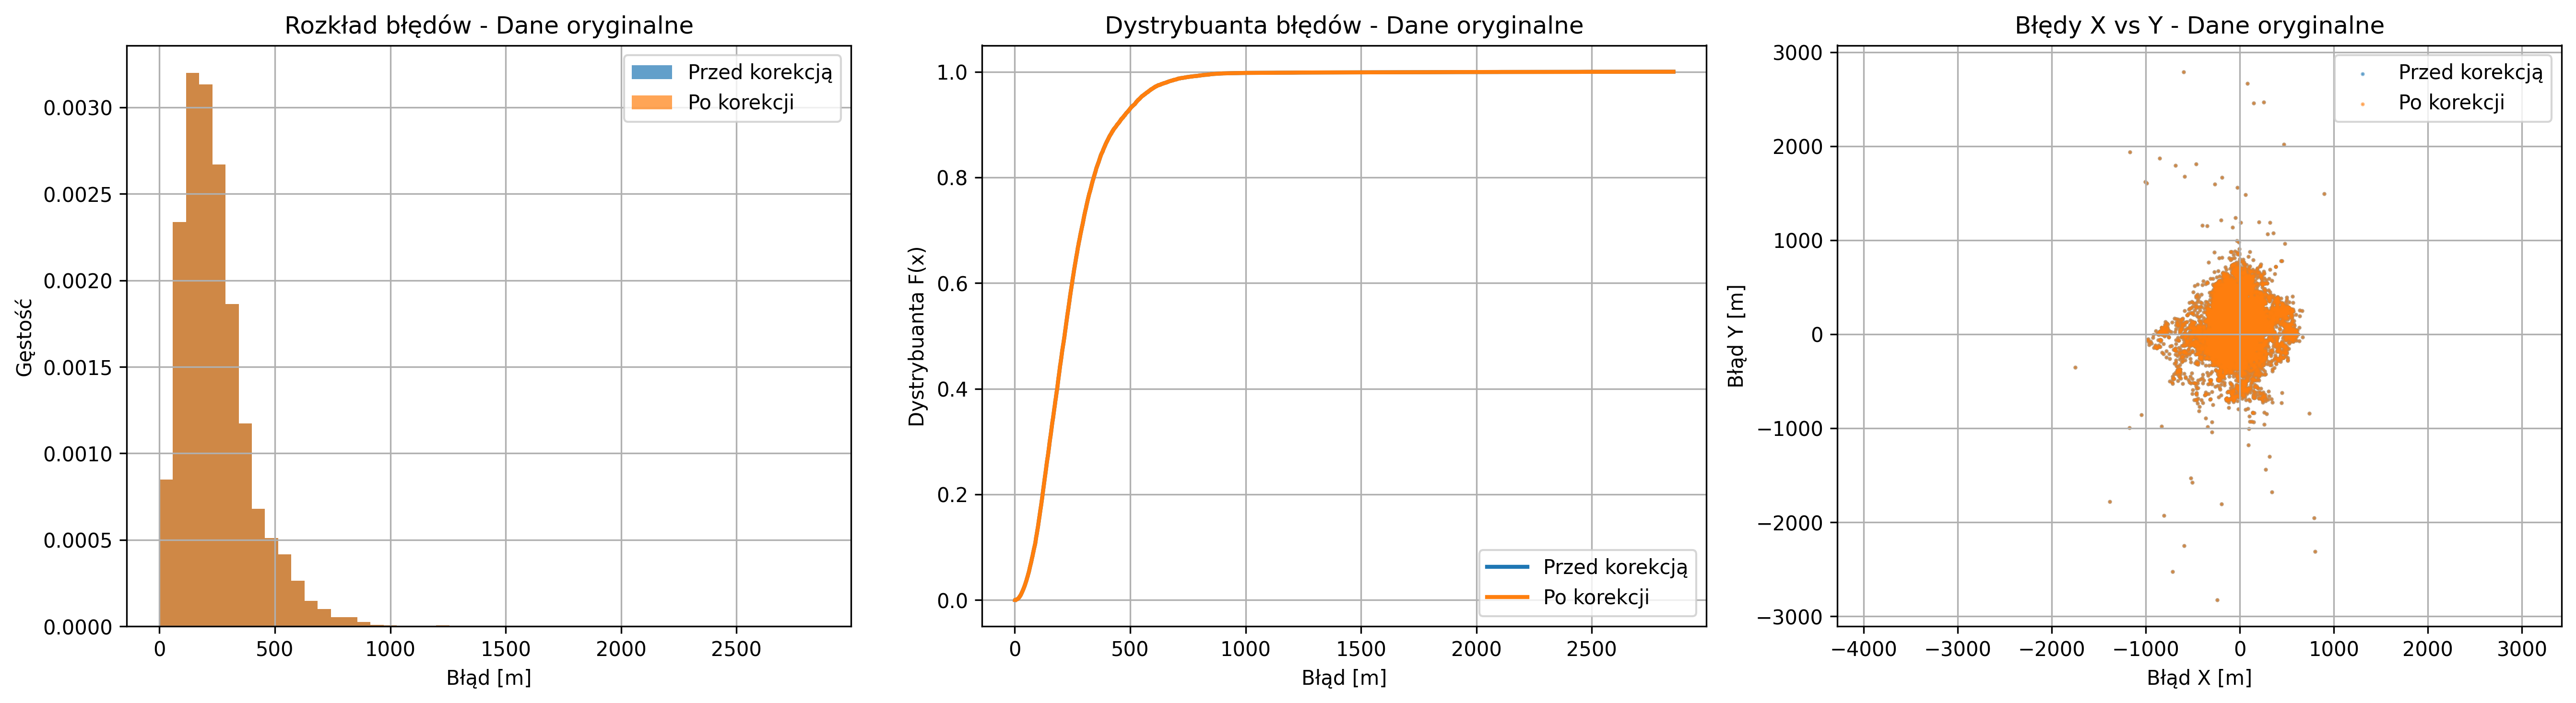 Rozkład błędów - Dane oryginalne
Przed korekcją
Po korekcji
Gęstość
0.0030
0.0025
0.0020
0.0015
0.0010
0.0005
0.0000
0
500
1000
1500
2000
2500
Błąd [m]
Dystrybuanta błędów - Dane oryginalne
Dystrybuanta F(x)
1.0
0.8
0.6
0.4
0.2
0.0
Przed korekcją
Po korekcji
0
500
1000
1500
2000
2500
Błąd [m]
Błędy X vs Y - Dane oryginalne
Przed korekcją
Po korekcji
Błąd Y [m]
3000
2000
1000
0
−1000
−2000
−3000
−4000
−3000
−2000
−1000
0
1000
2000
3000
Błąd X [m]